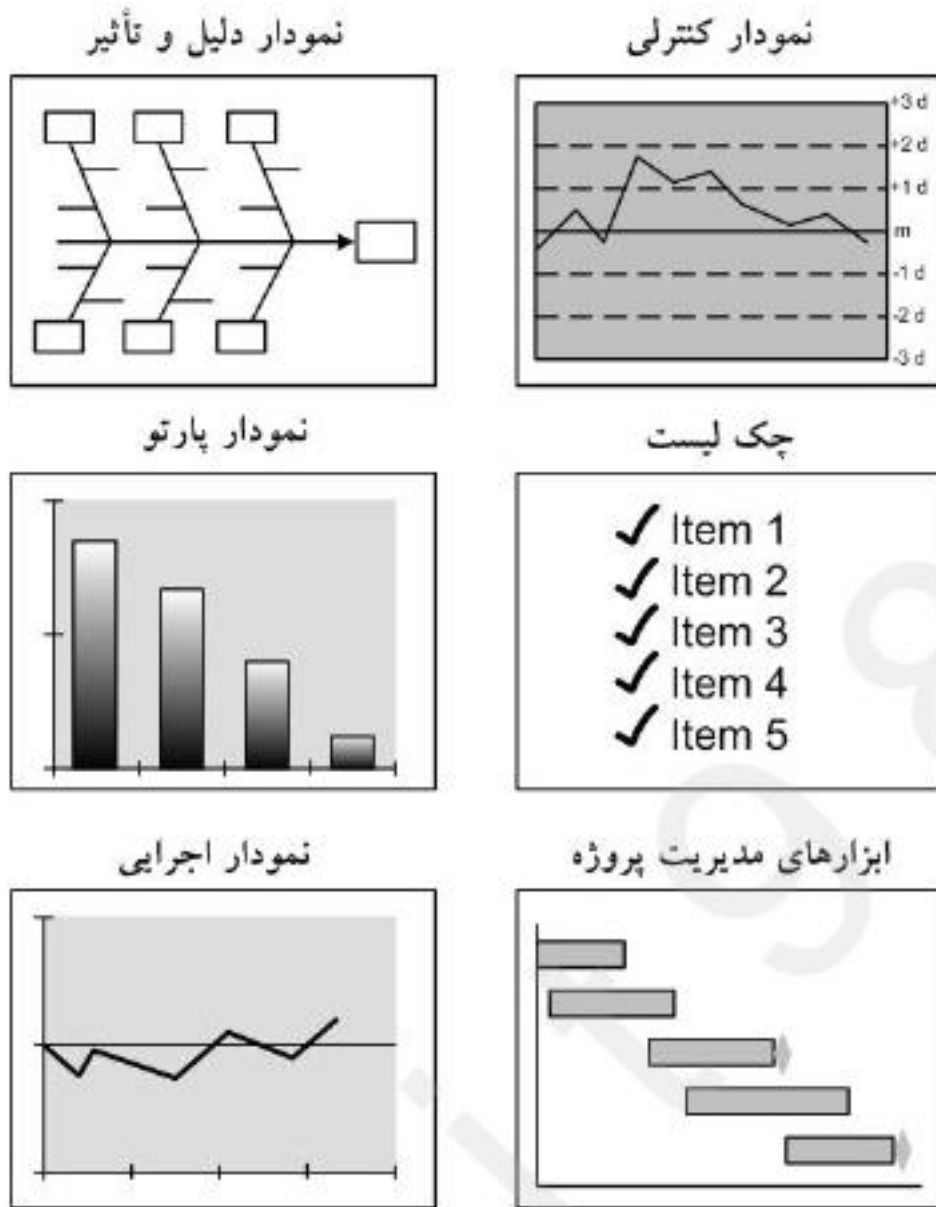 نمودار کنترلی
نمودار دلیل و تأثیر
+3 d
+2 d
+1 d
m
-1 d
-2 d
-3 d
چک لیست
نمودار پارتو
Item 1
Item 2
Item 3
Item 4
Item 5
ابزارهای مدیریت پروژه
نمودار اجرایی